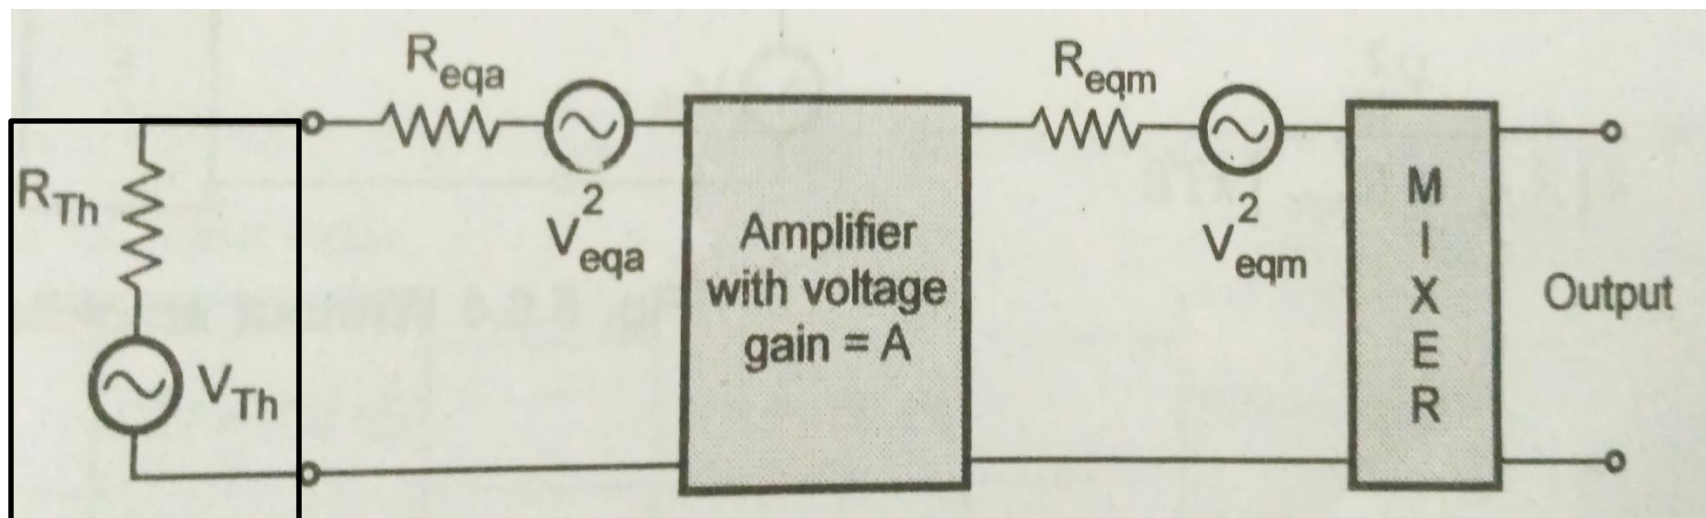 R_eqa
R_eqm
R_Th
V²_eqa
V²_eqm
V_Th
Amplifier
with voltage
gain = A
M
I
X
E
R
Output